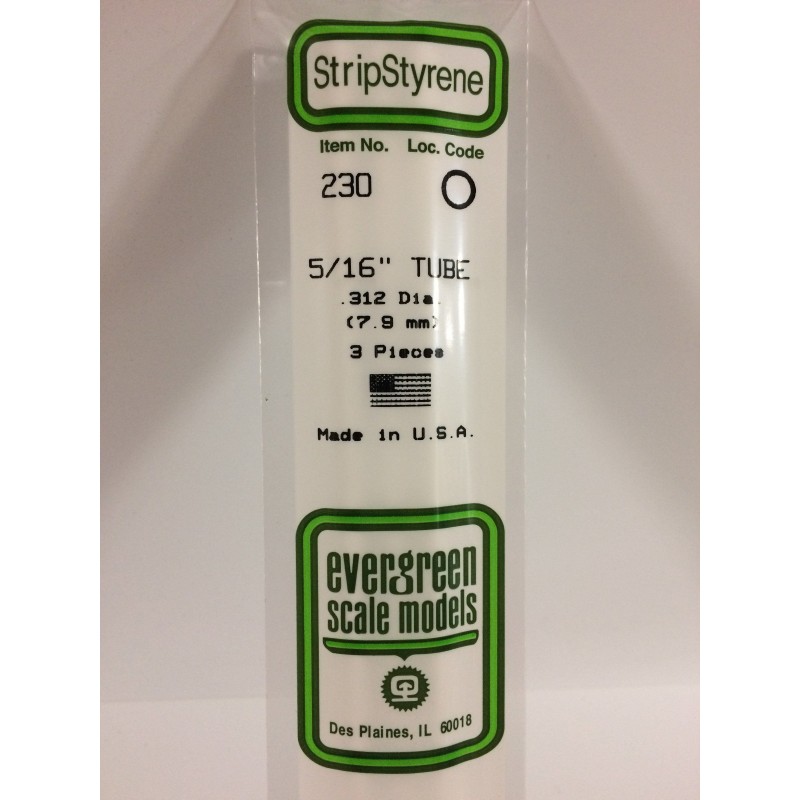 StripStyrene
Item No. Loc. Code
230 O
5/16" TUBE
.312 Dia.
(7.9 mm)
3 Pieces
Made in U.S.A.
evergreen
scale models
Des Plaines, IL 60018